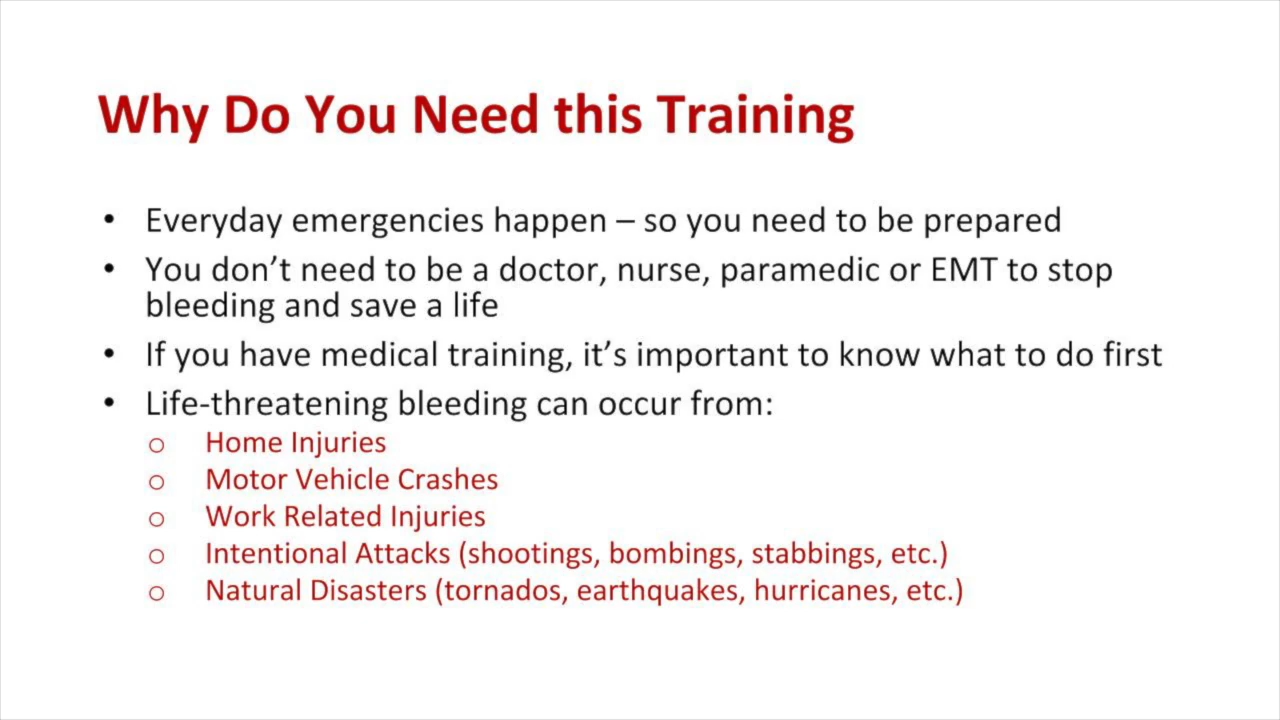 Why Do You Need this Training
• Everyday emergencies happen – so you need to be prepared
• You don’t need to be a doctor, nurse, paramedic or EMT to stop
bleeding and save a life
• If you have medical training, it’s important to know what to do first
• Life-threatening bleeding can occur from:
o Home Injuries
o Motor Vehicle Crashes
o Work Related Injuries
o Intentional Attacks (shootings, bombings, stabbings, etc.)
o Natural Disasters (tornados, earthquakes, hurricanes, etc.)